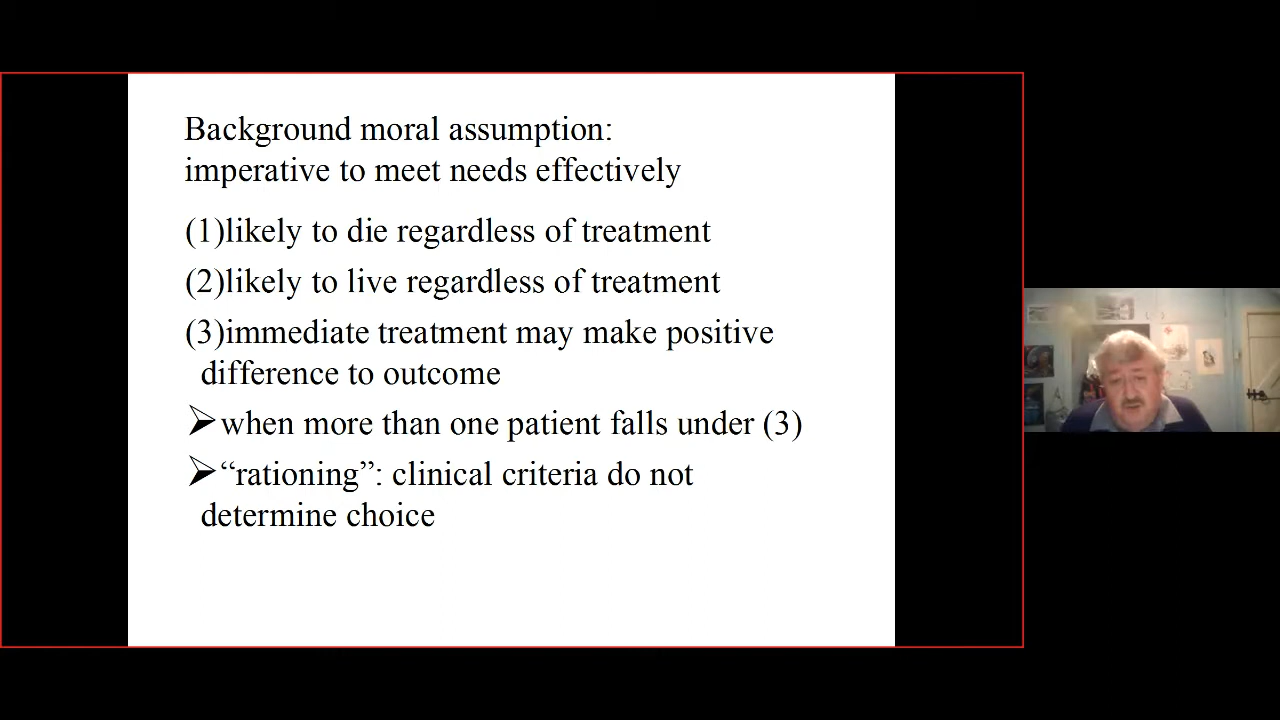 Background moral assumption:
imperative to meet needs effectively
(1)likely to die regardless of treatment
(2)likely to live regardless of treatment
(3)immediate treatment may make positive
difference to outcome
➢when more than one patient falls under (3)
➢“rationing”: clinical criteria do not
determine choice